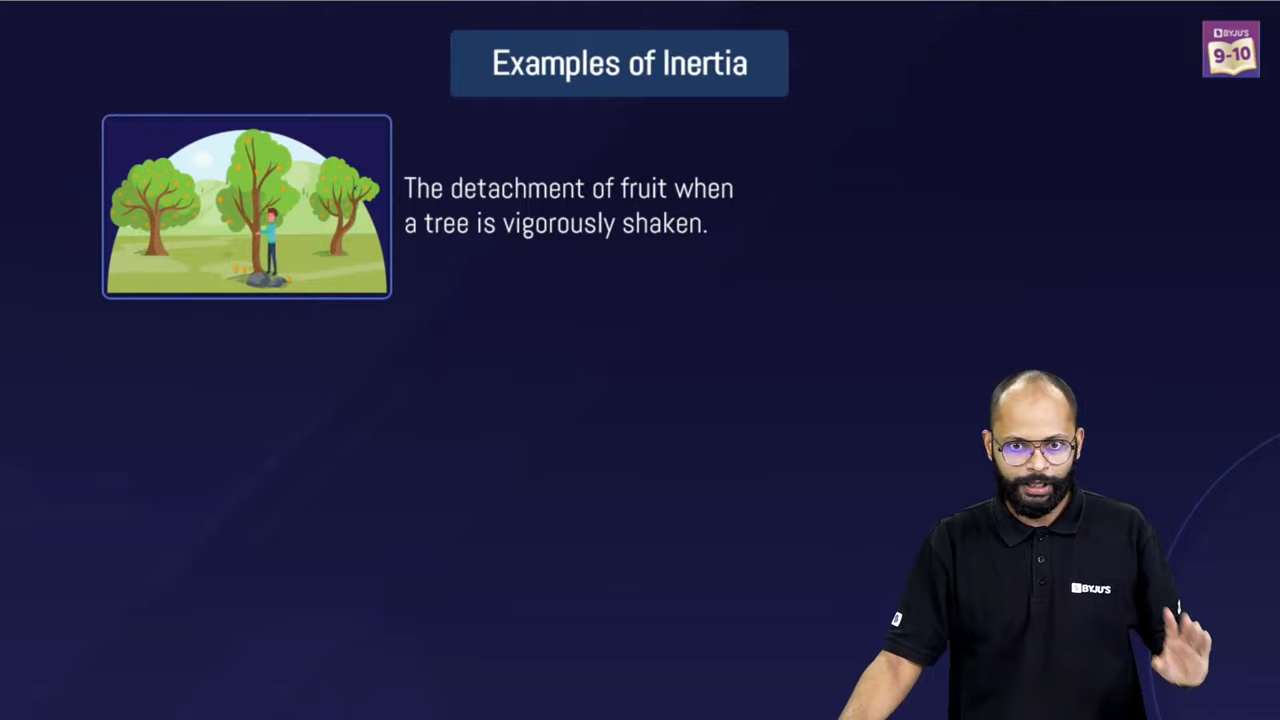 Examples of Inertia
BYJU'S
9-10
The detachment of fruit when
a tree is vigorously shaken.
BYJU'S